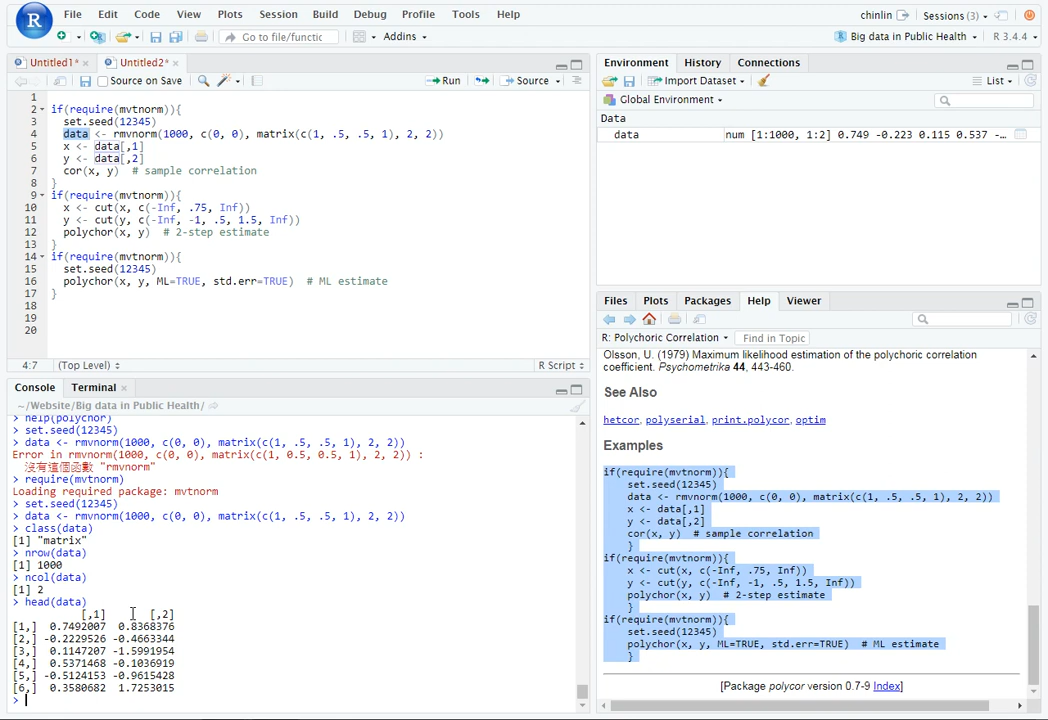 File Edit Code View Plots Session Build Debug Profile Tools Help
chinlin Sessions (3)
Go to file/functic Addins
Big data in Public Health R 3.4.4
Untitled1* × Untitled2* ×
Source on Save Run Source
1
2 if(require(mvtnorm)){
3 set.seed(12345)
4 data <- rmvnorm(1000, c(0, 0), matrix(c(1, .5, .5, 1), 2, 2))
5 x <- data[,1]
6 y <- data[,2]
7 cor(x, y) # sample correlation
8 }
9 if(require(mvtnorm)){
10 x <- cut(x, c(-Inf, .75, Inf))
11 y <- cut(y, c(-Inf, -1, .5, 1.5, Inf))
12 polychor(x, y) # 2-step estimate
13 }
14 if(require(mvtnorm)){
15 set.seed(12345)
16 polychor(x, y, ML=TRUE, std.err=TRUE) # ML estimate
17 }
18
19
20
4:7 (Top Level) R Script
Console Terminal ×
~/Website/Big data in Public Health/
> help(polychor)
> set.seed(12345)
> data <- rmvnorm(1000, c(0, 0), matrix(c(1, .5, .5, 1), 2, 2))
Error in rmvnorm(1000, c(0, 0), matrix(c(1, 0.5, 0.5, 1), 2, 2)) :
沒有這個函數 "rmvnorm"
> require(mvtnorm)
Loading required package: mvtnorm
> set.seed(12345)
> data <- rmvnorm(1000, c(0, 0), matrix(c(1, .5, .5, 1), 2, 2))
> class(data)
[1] "matrix"
> nrow(data)
[1] 1000
> ncol(data)
[1] 2
> head(data)
[,1] [,2]
[1,] 0.7492007 0.8368376
[2,] -0.2229526 -0.4663344
[3,] 0.1147207 -1.5991954
[4,] 0.5371468 -0.1036919
[5,] -0.5124153 -0.9615428
[6,] 0.3580682 1.7253015
>
Environment History Connections
Import Dataset List
Global Environment
Data
data num [1:1000, 1:2] 0.749 -0.223 0.115 0.537 -…
Files Plots Packages Help Viewer
R: Polychoric Correlation Find in Topic
Olsson, U. (1979) Maximum likelihood estimation of the polychoric correlation
coefficient. Psychometrika 44, 443-460.
See Also
hetcor, polyserial, print.polycor, optim
Examples
if(require(mvtnorm)){
set.seed(12345)
data <- rmvnorm(1000, c(0, 0), matrix(c(1, .5, .5, 1), 2, 2))
x <- data[,1]
y <- data[,2]
cor(x, y) # sample correlation
}
if(require(mvtnorm)){
x <- cut(x, c(-Inf, .75, Inf))
y <- cut(y, c(-Inf, -1, .5, 1.5, Inf))
polychor(x, y) # 2-step estimate
}
if(require(mvtnorm)){
set.seed(12345)
polychor(x, y, ML=TRUE, std.err=TRUE) # ML estimate
}
[Package polycor version 0.7-9 Index]